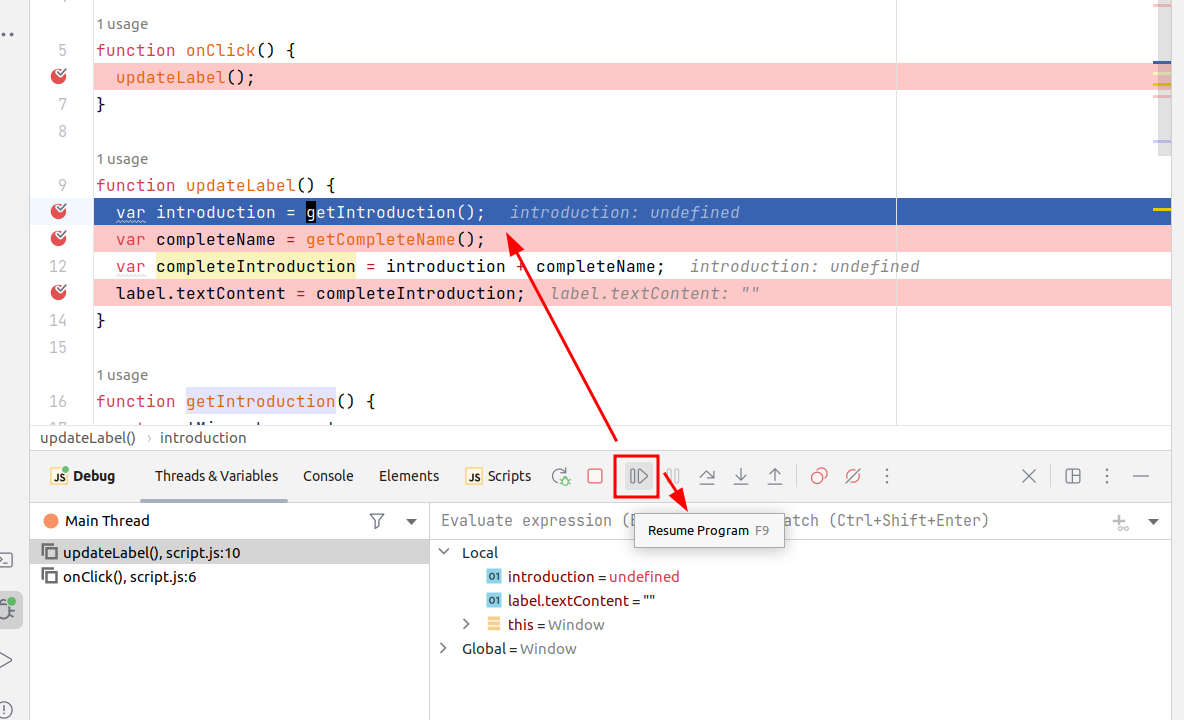 1 usage
5 function onClick() {
updateLabel();
7 }
8
1 usage
9 function updateLabel() {
var introduction = getIntroduction(); introduction: undefined
var completeName = getCompleteName();
12 var completeIntroduction = introduction + completeName; introduction: undefined
label.textContent = completeIntroduction; label.textContent: ""
14 }
15
1 usage
16 function getIntroduction() {
updateLabel() › introduction
JS Debug Threads & Variables Console Elements JS Scripts
Main Thread
Evaluate expression (E
atch (Ctrl+Shift+Enter)
Resume Program F9
updateLabel(), script.js:10
onClick(), script.js:6
Local
01 introduction = undefined
01 label.textContent = ""
this = Window
Global = Window